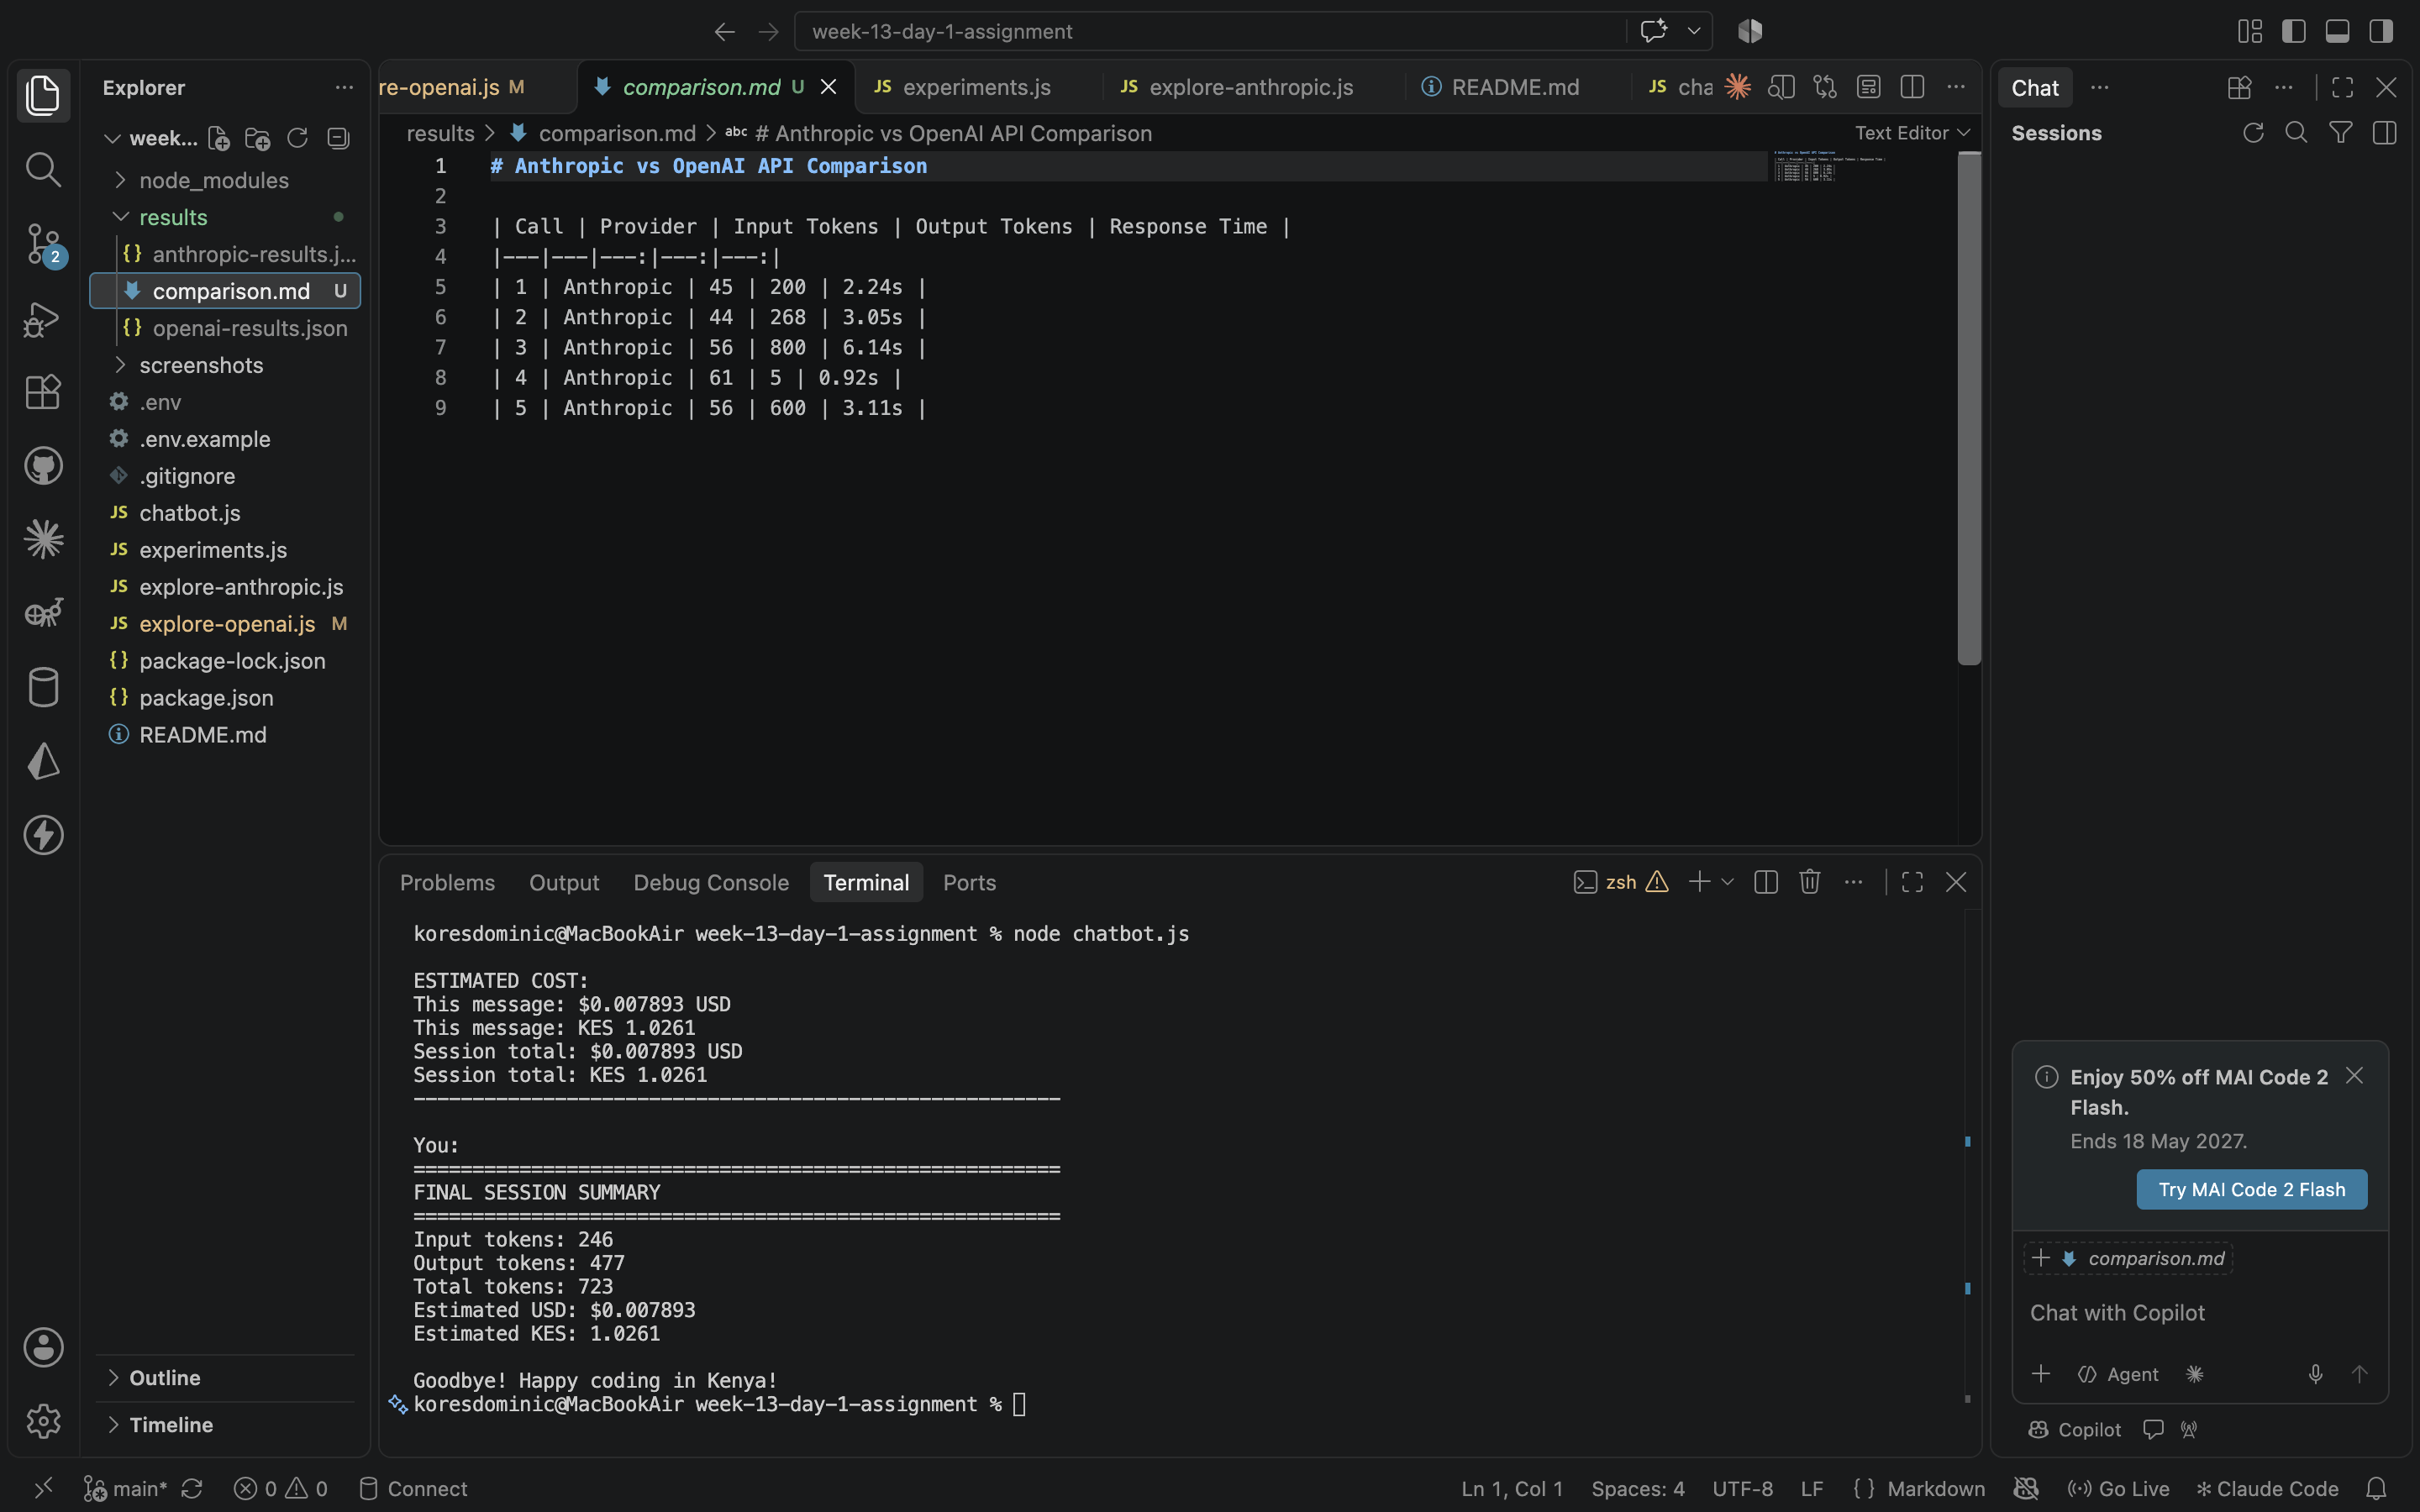 week-13-day-1-assignment
Explorer
week...
node_modules
results
anthropic-results.j...
comparison.md U
openai-results.json
screenshots
.env
.env.example
.gitignore
JS chatbot.js
JS experiments.js
JS explore-anthropic.js
JS explore-openai.js M
{} package-lock.json
{} package.json
README.md
Outline
Timeline
2
re-openai.js M
comparison.md U
JS experiments.js
JS explore-anthropic.js
README.md
JS cha
results > comparison.md > abc # Anthropic vs OpenAI API Comparison
Text Editor
1 # Anthropic vs OpenAI API Comparison
2
3 | Call | Provider | Input Tokens | Output Tokens | Response Time |
4 |---|---|---:|---:|---:|
5 | 1 | Anthropic | 45 | 200 | 2.24s |
6 | 2 | Anthropic | 44 | 268 | 3.05s |
7 | 3 | Anthropic | 56 | 800 | 6.14s |
8 | 4 | Anthropic | 61 | 5 | 0.92s |
9 | 5 | Anthropic | 56 | 600 | 3.11s |
Problems Output Debug Console Terminal Ports
zsh
koresdominic@MacBookAir week-13-day-1-assignment % node chatbot.js
ESTIMATED COST:
This message: $0.007893 USD
This message: KES 1.0261
Session total: $0.007893 USD
Session total: KES 1.0261
-------------------------------------------------------
You:
=======================================================
FINAL SESSION SUMMARY
=======================================================
Input tokens: 246
Output tokens: 477
Total tokens: 723
Estimated USD: $0.007893
Estimated KES: 1.0261
Goodbye! Happy coding in Kenya!
koresdominic@MacBookAir week-13-day-1-assignment %
Chat
Sessions
Enjoy 50% off MAI Code 2
Flash.
Ends 18 May 2027.
Try MAI Code 2 Flash
comparison.md
Chat with Copilot
Agent
Copilot
main*
0 0
Connect
Ln 1, Col 1
Spaces: 4
UTF-8
LF
{} Markdown
Go Live
Claude Code